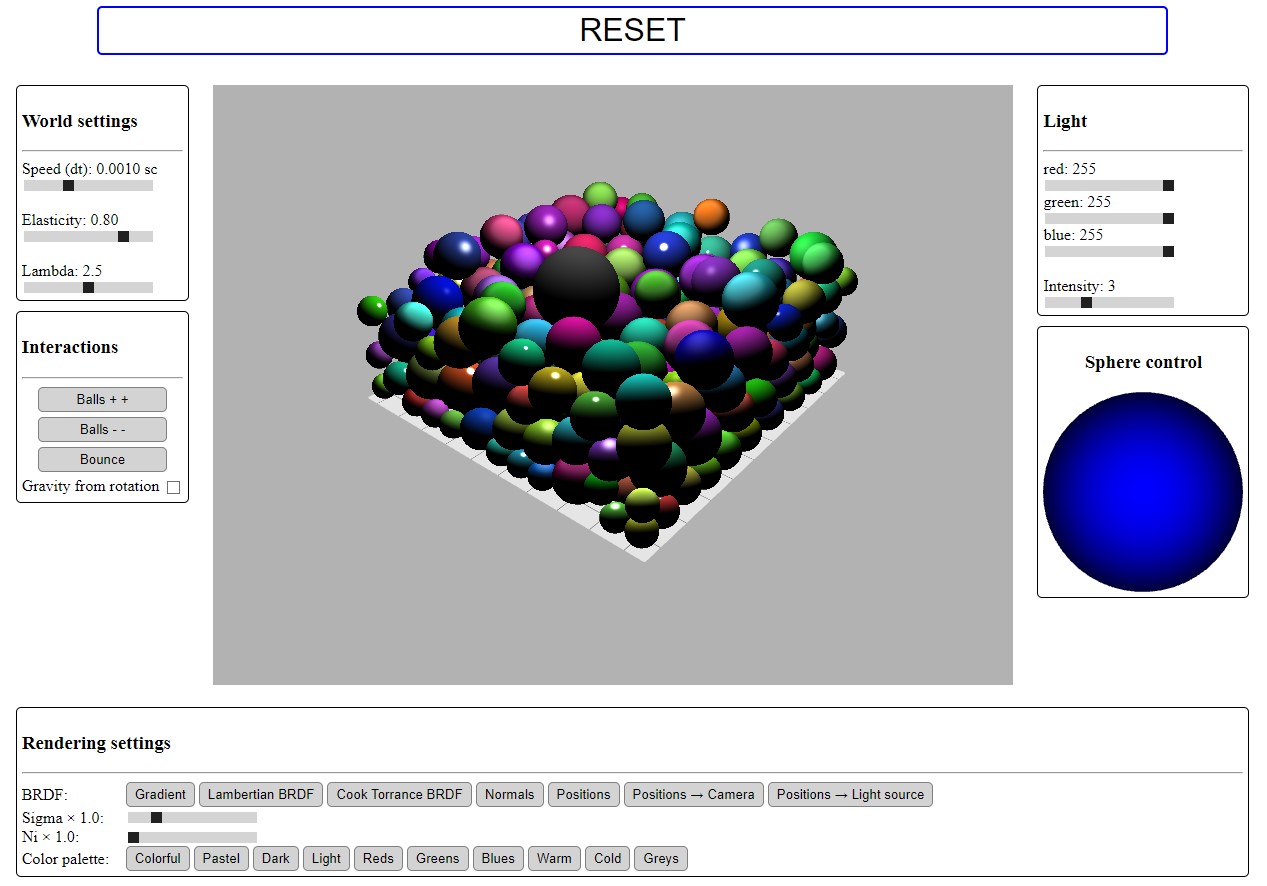 RESET
World settings
Speed (dt): 0.0010 sc
Elasticity: 0.80
Lambda: 2.5
Interactions
Balls + +
Balls - -
Bounce
Gravity from rotation
Light
red: 255
green: 255
blue: 255
Intensity: 3
Sphere control
Rendering settings
BRDF: Gradient Lambertian BRDF Cook Torrance BRDF Normals Positions Positions → Camera Positions → Light source
Sigma × 1.0:
Ni × 1.0:
Color palette: Colorful Pastel Dark Light Reds Greens Blues Warm Cold Greys